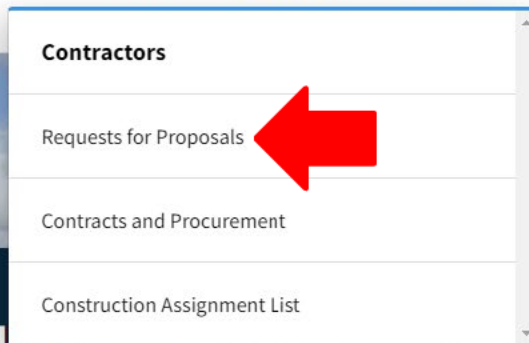 Contractors
Requests for Proposals
Contracts and Procurement
Construction Assignment List